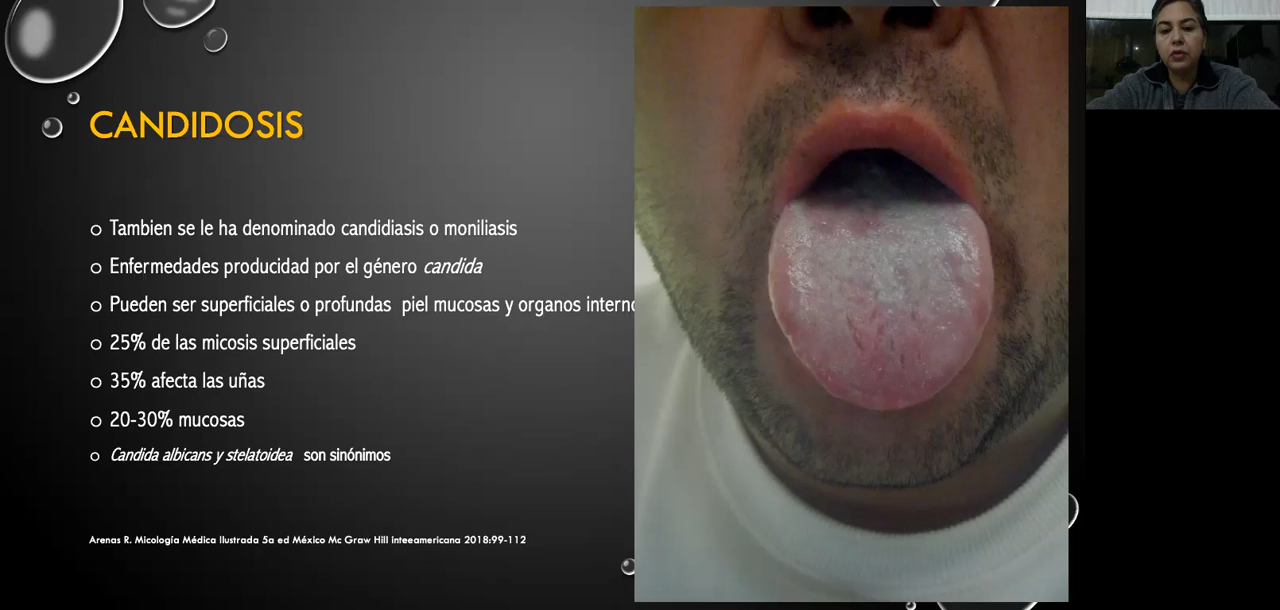 CANDIDOSIS
Tambien se le ha denominado candidiasis o moniliasis
Enfermedades producidad por el género candida
Pueden ser superficiales o profundas piel mucosas y organos interno
25% de las micosis superficiales
35% afecta las uñas
20-30% mucosas
Candida albicans y stelatoidea son sinónimos
Arenas R. Micología Médica Ilustrada 5a ed México Mc Graw Hill inteeamericana 2018:99-112